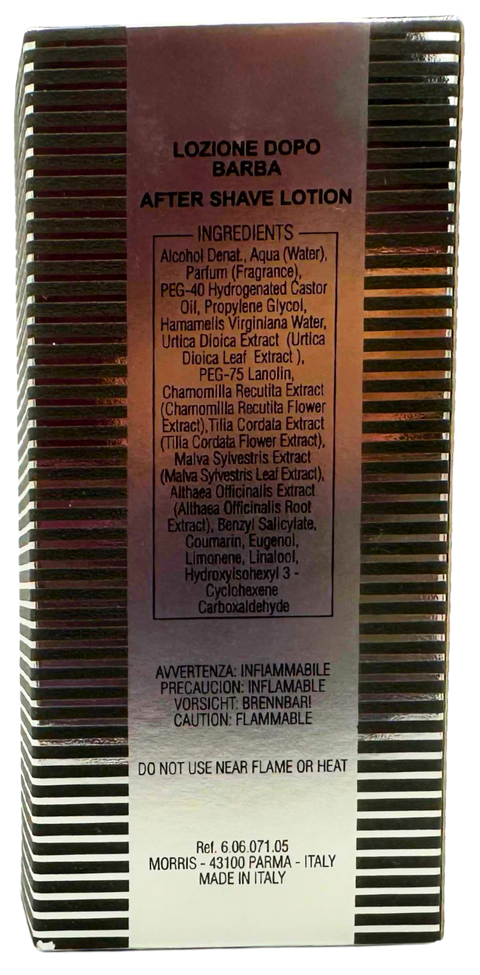 LOZIONE DOPO
BARBA
AFTER SHAVE LOTION
INGREDIENTS
Alcohol Denat., Aqua (Water),
Parfum (Fragrance),
PEG-40 Hydrogenated Castor
Oil, Propylene Glycol,
Hamamelis Virginiana Water,
Urtica Dioica Extract (Urtica
Dioica Leaf Extract ),
PEG-75 Lanolin,
Chamomilla Recutita Extract
(Chamomilla Recutita Flower
Extract),Tilia Cordata Extract
(Tilia Cordata Flower Extract),
Malva Sylvestris Extract
(Malva Sylvestris Leaf Extract),
Althaea Officinalis Extract
(Althaea Officinalis Root
Extract), Benzyl Salicylate,
Coumarin, Eugenol,
Limonene, Linalool,
Hydroxyisohexyl 3 -
Cyclohexene
Carboxaldehyde
AVVERTENZA: INFIAMMABILE
PRECAUCION: INFLAMABLE
VORSICHT: BRENNBAR!
CAUTION: FLAMMABLE
DO NOT USE NEAR FLAME OR HEAT
Ref. 6.06.071.05
MORRIS - 43100 PARMA - ITALY
MADE IN ITALY